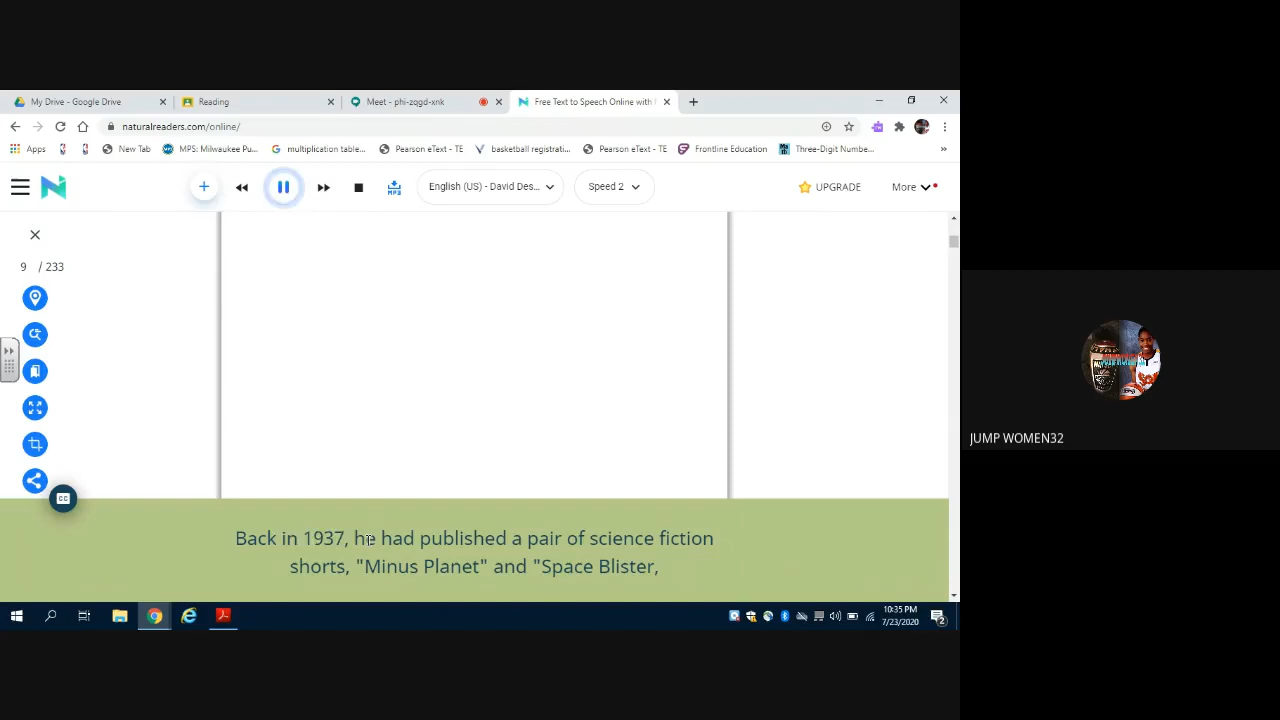 My Drive - Google Drive
Reading
Meet - phi-zqgd-xnk
Free Text to Speech Online with
naturalreaders.com/online/
Apps
New Tab
MPS: Milwaukee Pu...
multiplication table...
Pearson eText - TE
basketball registrati...
Pearson eText - TE
Frontline Education
Three-Digit Numbe...
MP3
English (US) - David Des...
Speed 2
UPGRADE
More
9 / 233
CC
Back in 1937, he had published a pair of science fiction
shorts, "Minus Planet" and "Space Blister,
10:35 PM
7/23/2020
2
JUMP WOMEN32